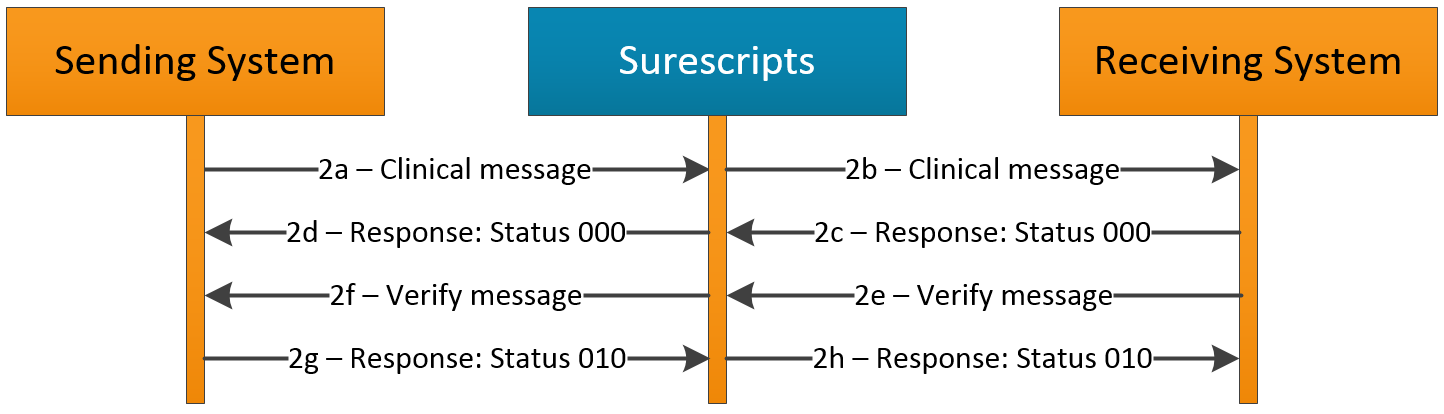 Sending System
Surescripts
Receiving System
2a – Clinical message
2b – Clinical message
2d – Response: Status 000
2c – Response: Status 000
2f – Verify message
2e – Verify message
2g – Response: Status 010
2h – Response: Status 010